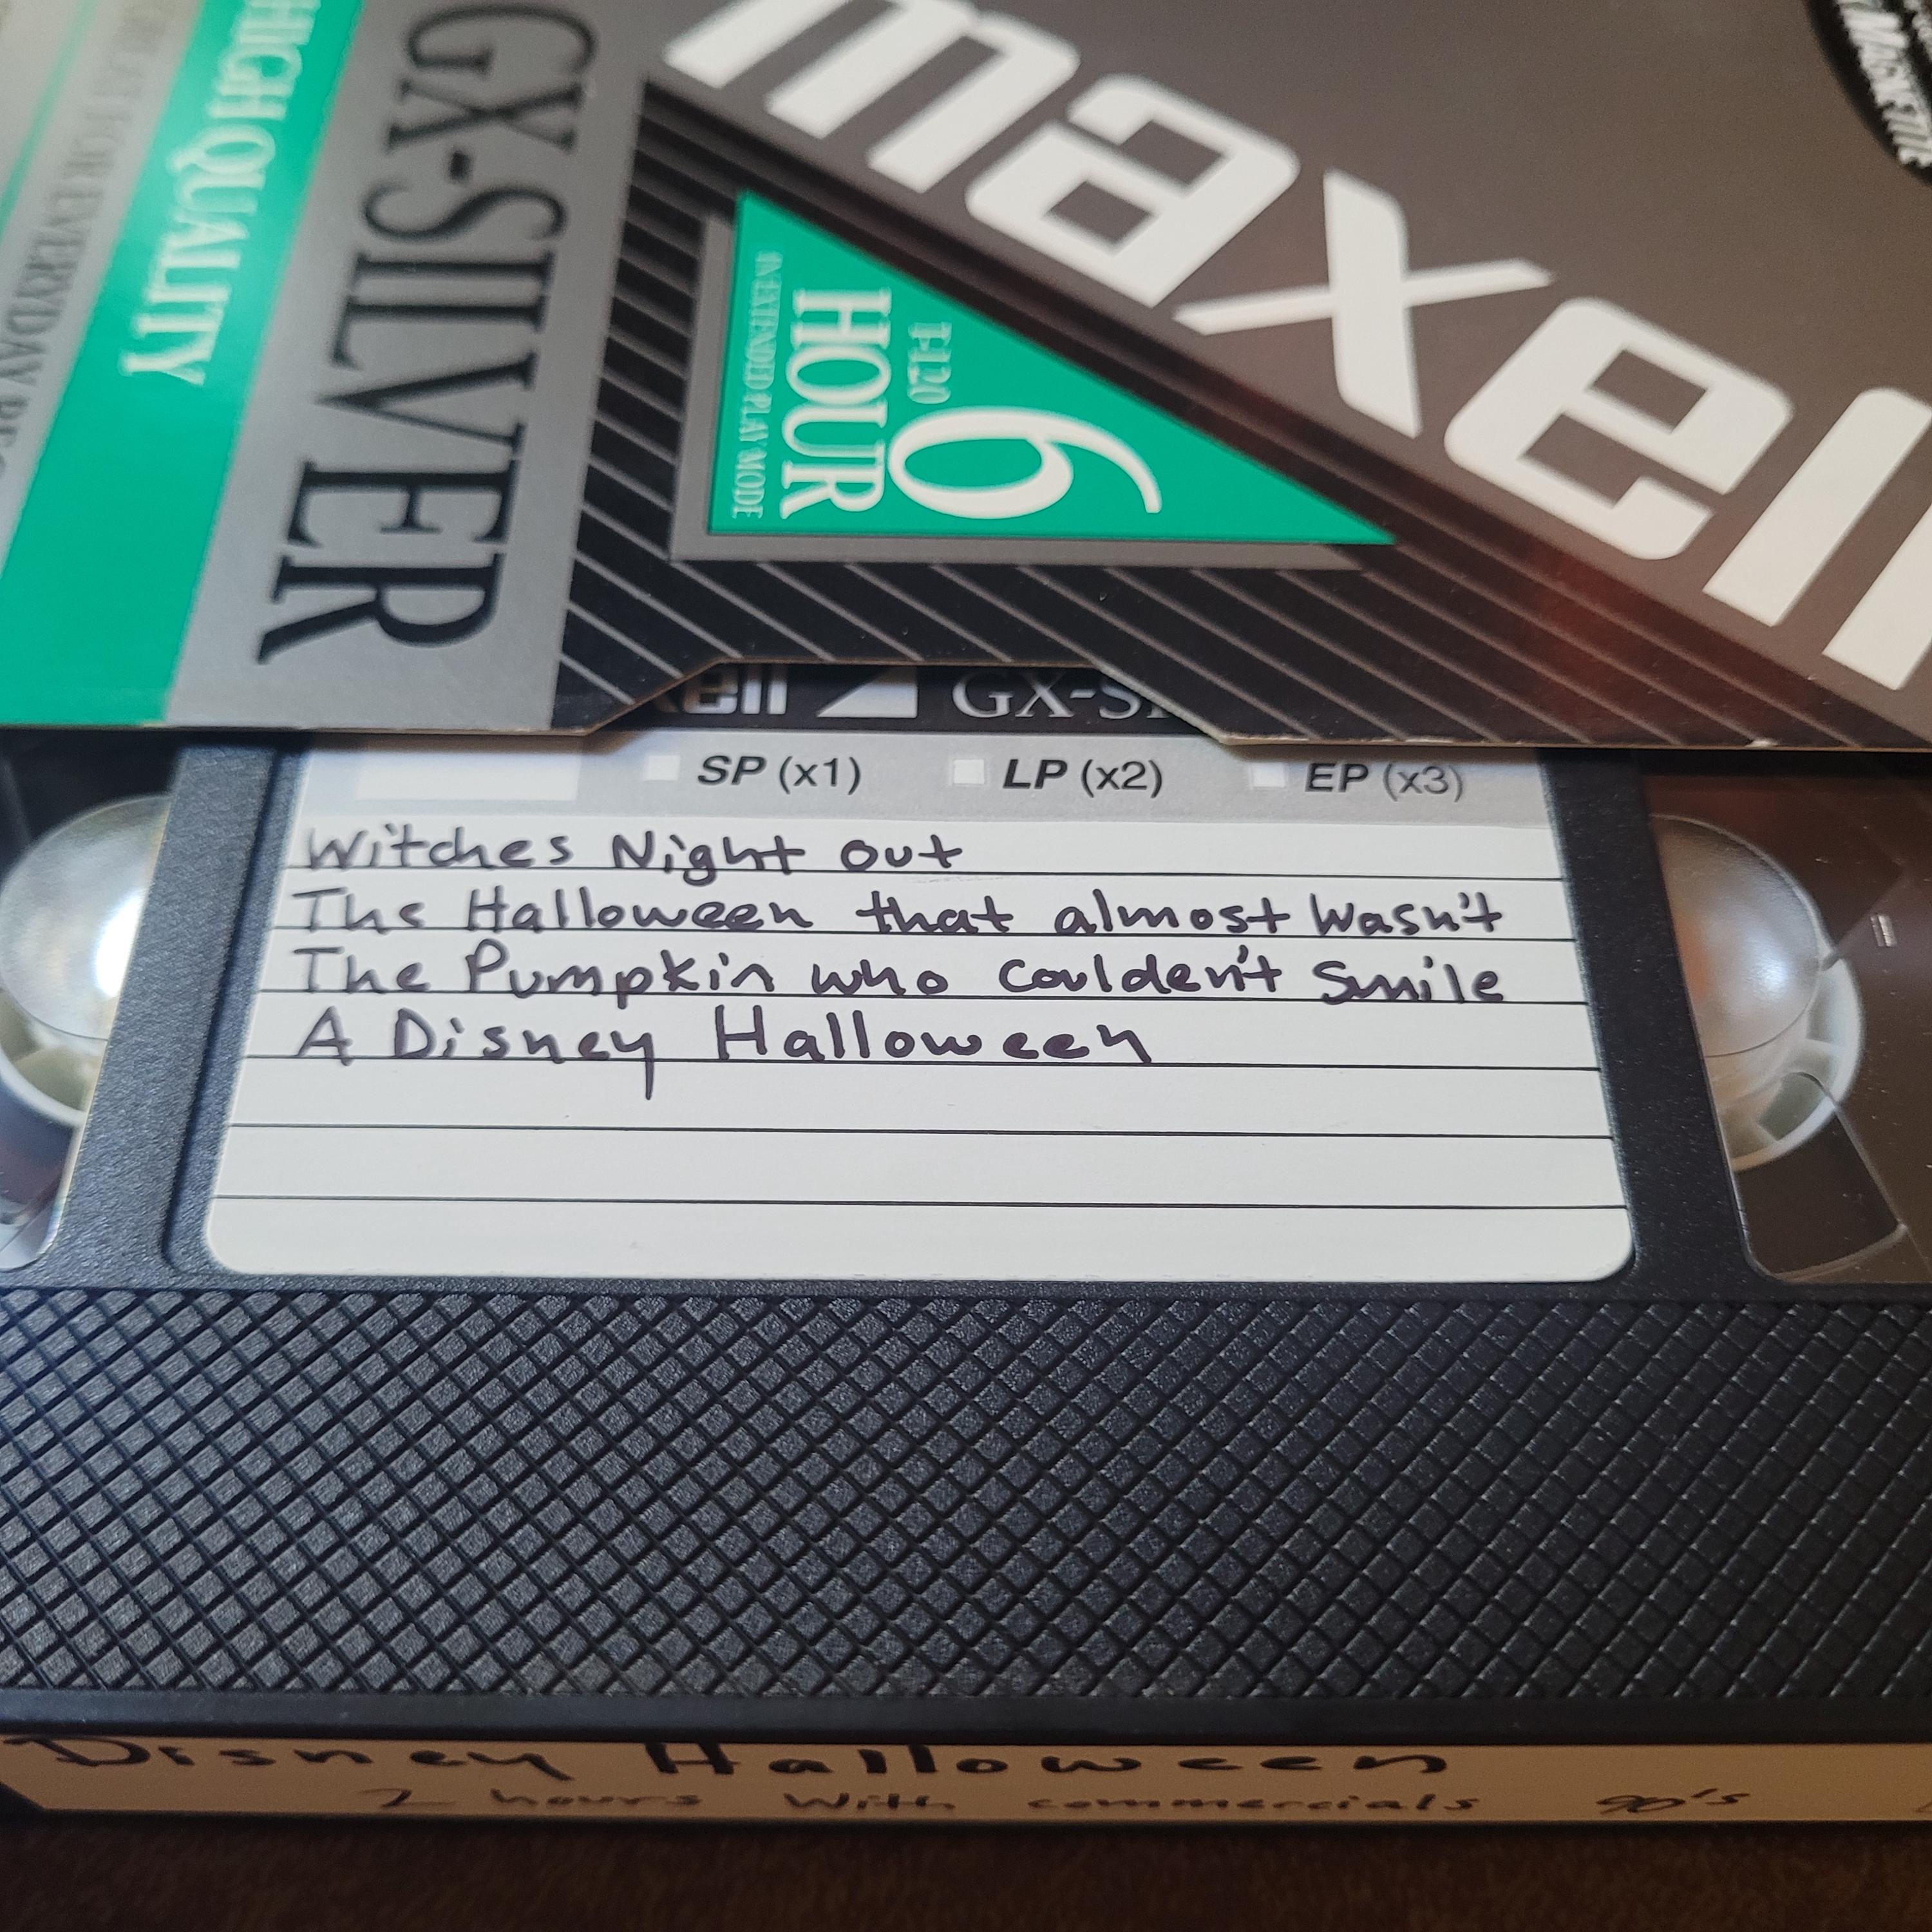 maxell
GX-SILVER
HIGH QUALITY
T-120
6
HOUR
IN EXTENDED PLAY MODE
GX-S
SP (x1) LP (x2) EP (x3)
Witches Night out
The Halloween that almost Wasn't
The Pumpkin who coulden't Smile
A Disney Halloween
Disney Halloween
2 hours With commercials 90's